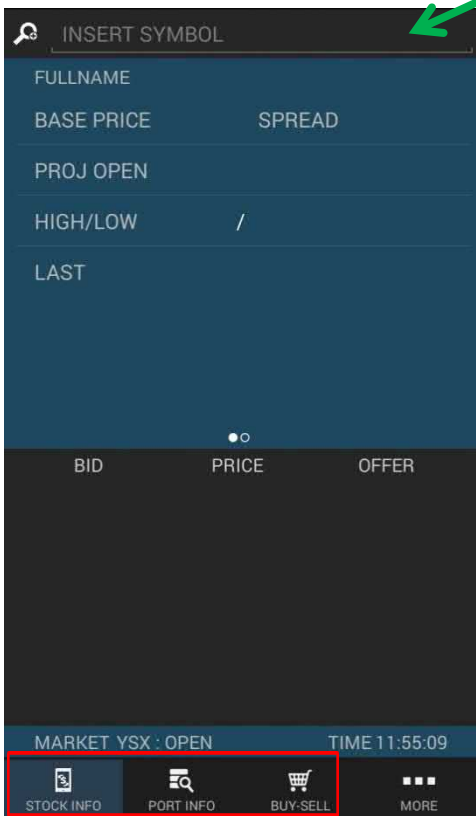 INSERT SYMBOL
FULLNAME
BASE PRICE SPREAD
PROJ OPEN
HIGH/LOW /
LAST
BID PRICE OFFER
MARKET YSX : OPEN TIME 11:55:09
STOCK INFO PORT INFO BUY-SELL MORE